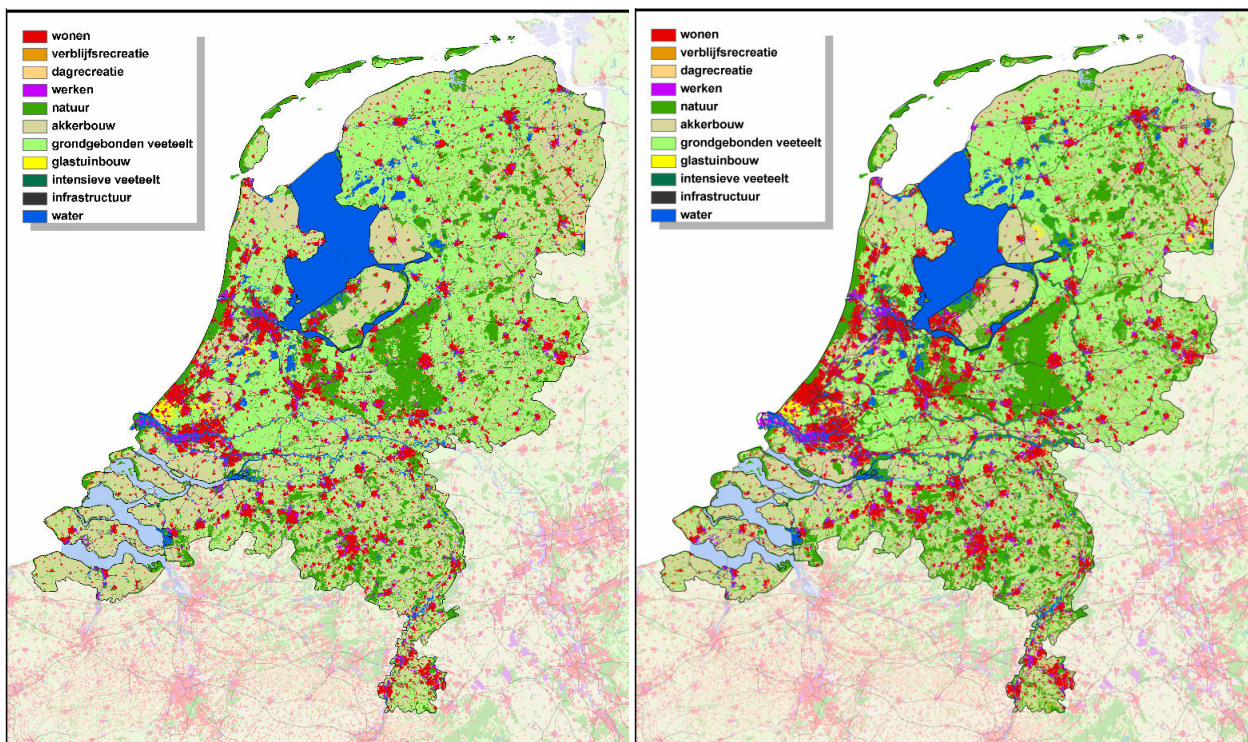 wonen
verblijfsrecreatie
dagrecreatie
werken
natuur
akkerbouw
grondgebonden veeteelt
glastuinbouw
intensieve veeteelt
infrastructuur
water
wonen
verblijfsrecreatie
dagrecreatie
werken
natuur
akkerbouw
grondgebonden veeteelt
glastuinbouw
intensieve veeteelt
infrastructuur
water